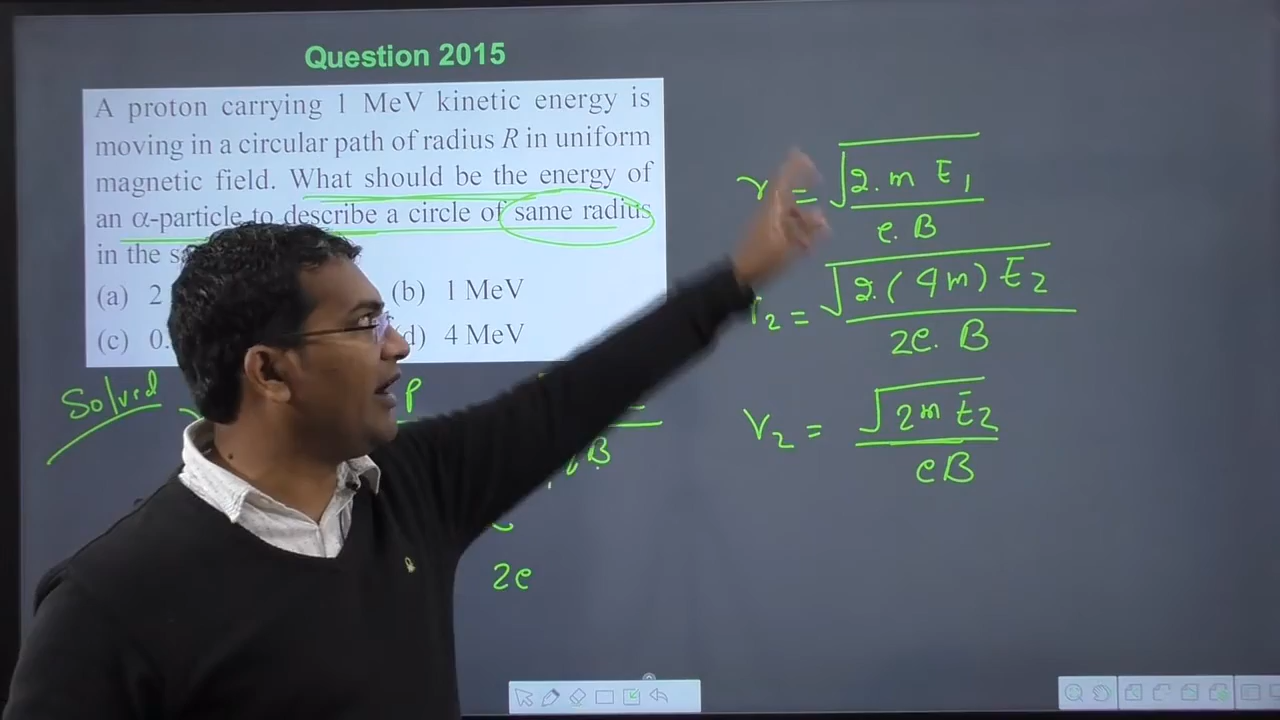 Question 2015
A proton carrying 1 MeV kinetic energy is
moving in a circular path of radius R in uniform
magnetic field. What should be the energy of
an α-particle to describe a circle of same radius
in the
(a) 2
(b) 1 MeV
(c) 0.
d) 4 MeV
Solved
P
B
2e
= √2.m E1
e. B
r2 = √2.(4m) E2
2e. B
r2 = √2m E2
eB